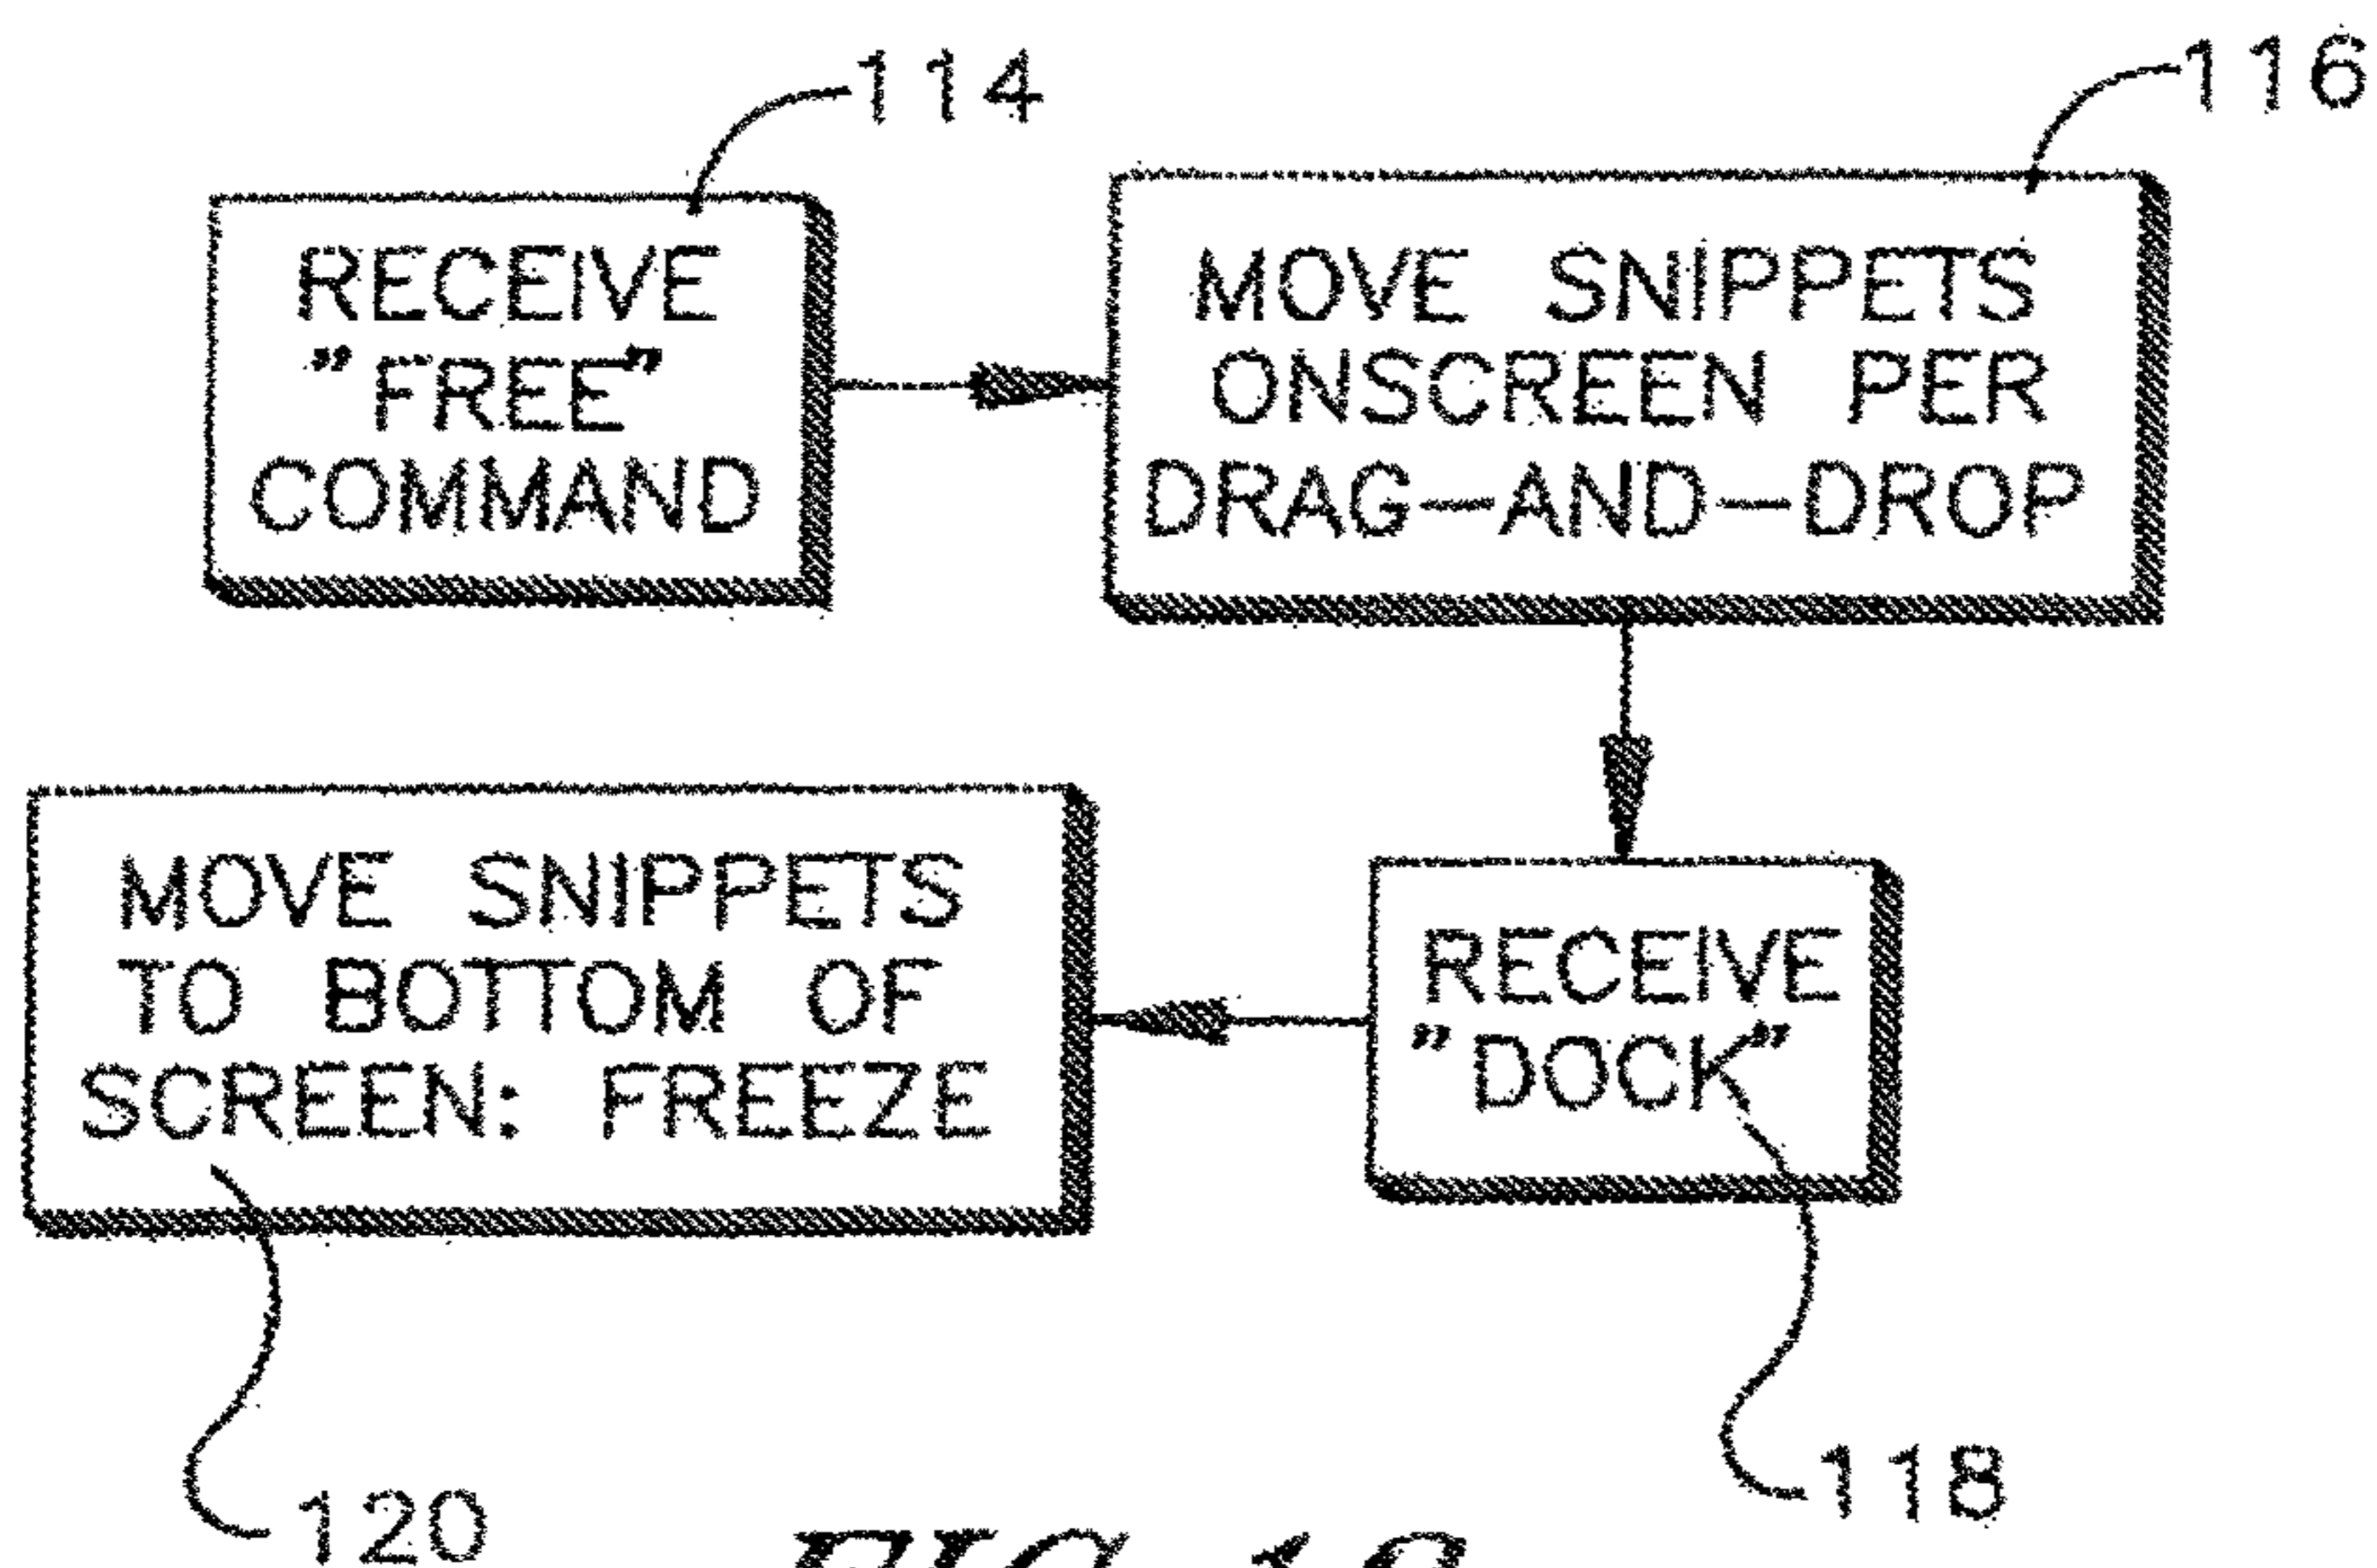 114
116
RECEIVE
"FREE"
COMMAND
MOVE SNIPPETS
ONSCREEN PER
DRAG-AND-DROP
MOVE SNIPPETS
TO BOTTOM OF
SCREEN: FREEZE
RECEIVE
"DOCK"
120
118